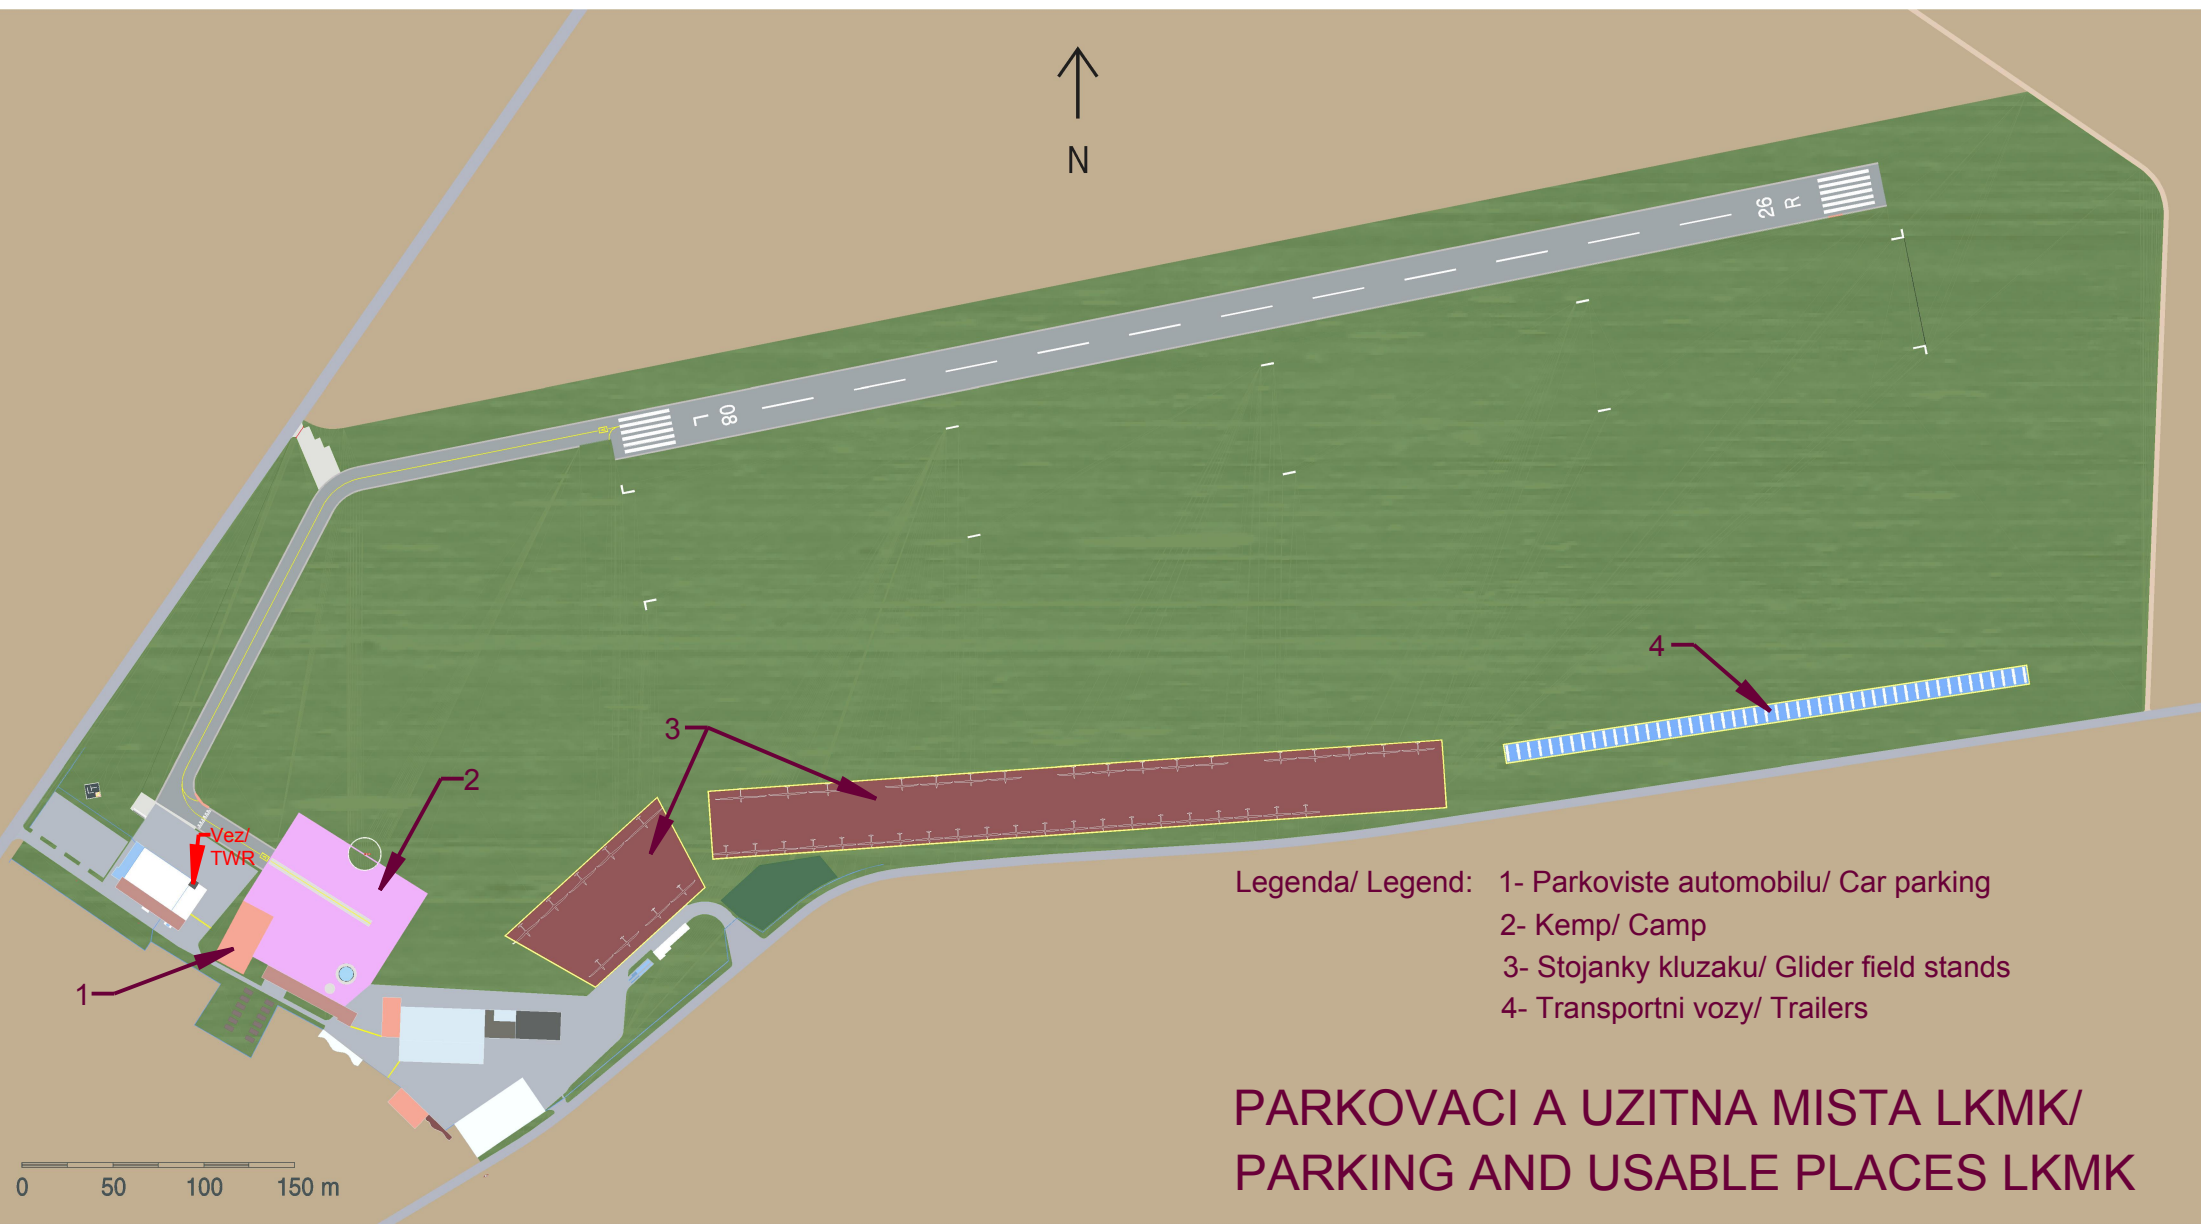 N
26
R
L
08
4
3
2
Vez/
TWR
1
Legenda/ Legend: 1- Parkoviste automobilu/ Car parking
2- Kemp/ Camp
3- Stojanky kluzaku/ Glider field stands
4- Transportni vozy/ Trailers
PARKOVACI A UZITNA MISTA LKMK/
PARKING AND USABLE PLACES LKMK
0 50 100 150 m